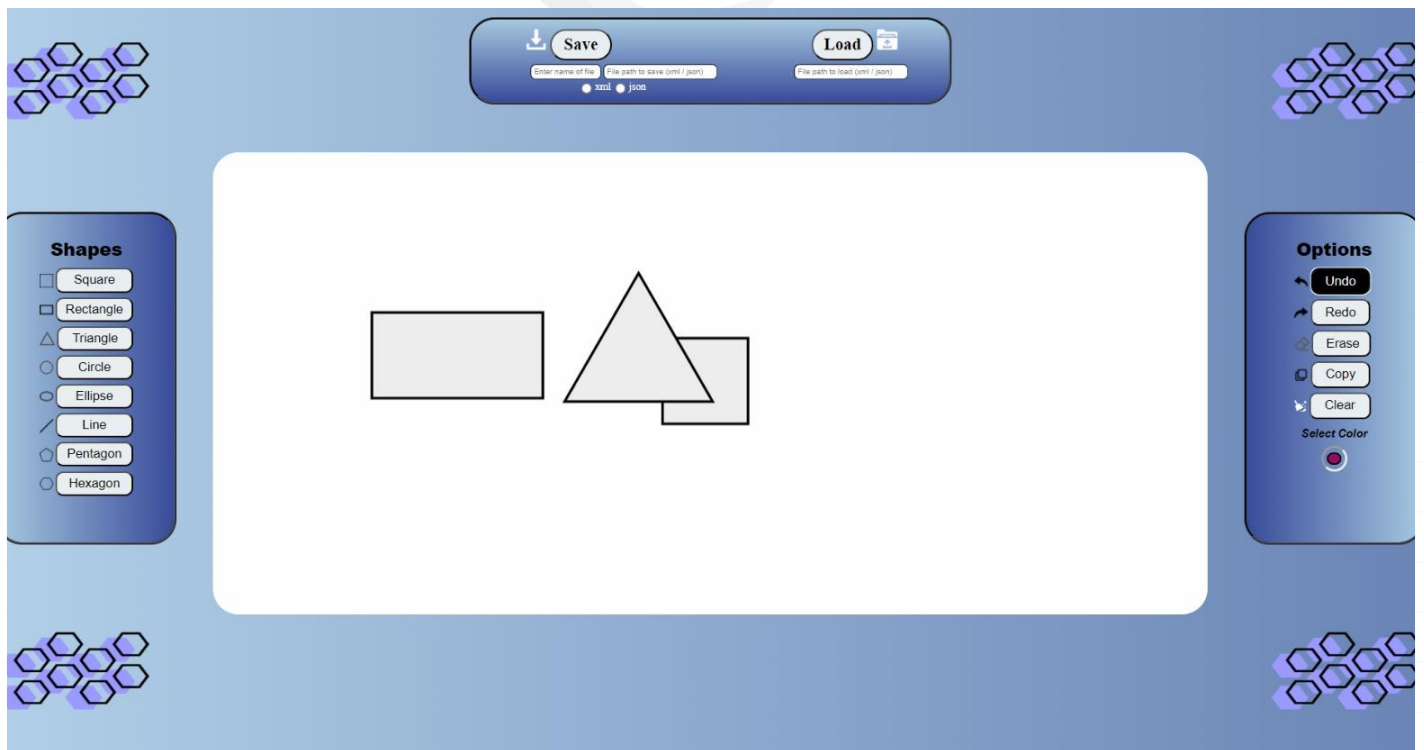 Save
Load
Enter name of file
File path to save (xml / json)
File path to load (xml / json)
xml
json
Shapes
Square
Rectangle
Triangle
Circle
Ellipse
Line
Pentagon
Hexagon
Options
Undo
Redo
Erase
Copy
Clear
Select Color